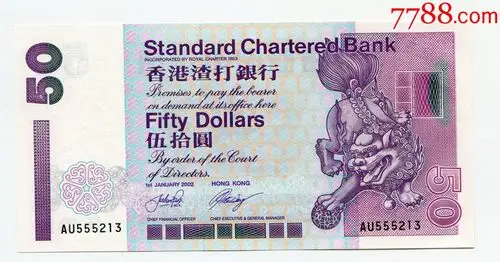 7788.com
50
Standard Chartered Bank
INCORPORATED BY ROYAL CHARTER 1853
香港渣打銀行
Promises to pay the bearer
on demand at its office here
Fifty Dollars
伍拾圓
By order of the Court
of Directors.
1st JANUARY 2002 HONG KONG
CHIEF FINANCIAL OFFICER CHIEF EXECUTIVE & GENERAL MANAGER
AU555213
AU555213
50